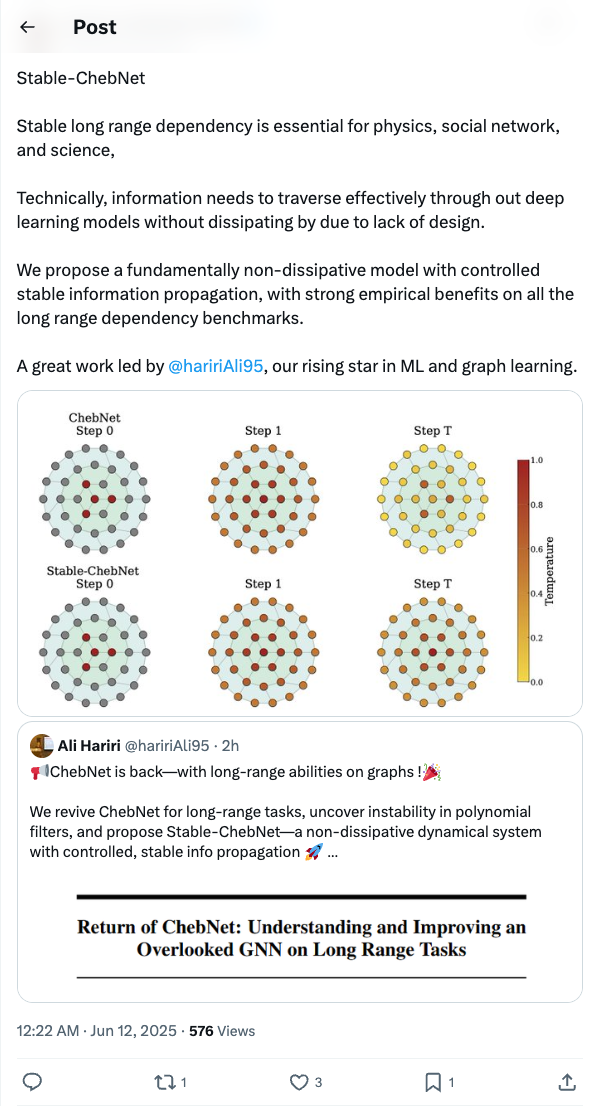 Post
Stable-ChebNet
Stable long range dependency is essential for physics, social network,
and science,
Technically, information needs to traverse effectively through out deep
learning models without dissipating by due to lack of design.
We propose a fundamentally non-dissipative model with controlled
stable information propagation, with strong empirical benefits on all the
long range dependency benchmarks.
A great work led by @haririAli95, our rising star in ML and graph learning.
ChebNet
Step 0
Step 1
Step T
Stable-ChebNet
Step 0
Step 1
Step T
1.0
0.8
0.6
0.4
0.2
0.0
Temperature
Ali Hariri @haririAli95 · 2h
📢ChebNet is back—with long-range abilities on graphs !🎉
We revive ChebNet for long-range tasks, uncover instability in polynomial
filters, and propose Stable-ChebNet—a non-dissipative dynamical system
with controlled, stable info propagation 🚀 ...
Return of ChebNet: Understanding and Improving an
Overlooked GNN on Long Range Tasks
12:22 AM · Jun 12, 2025 · 576 Views
1
3
1